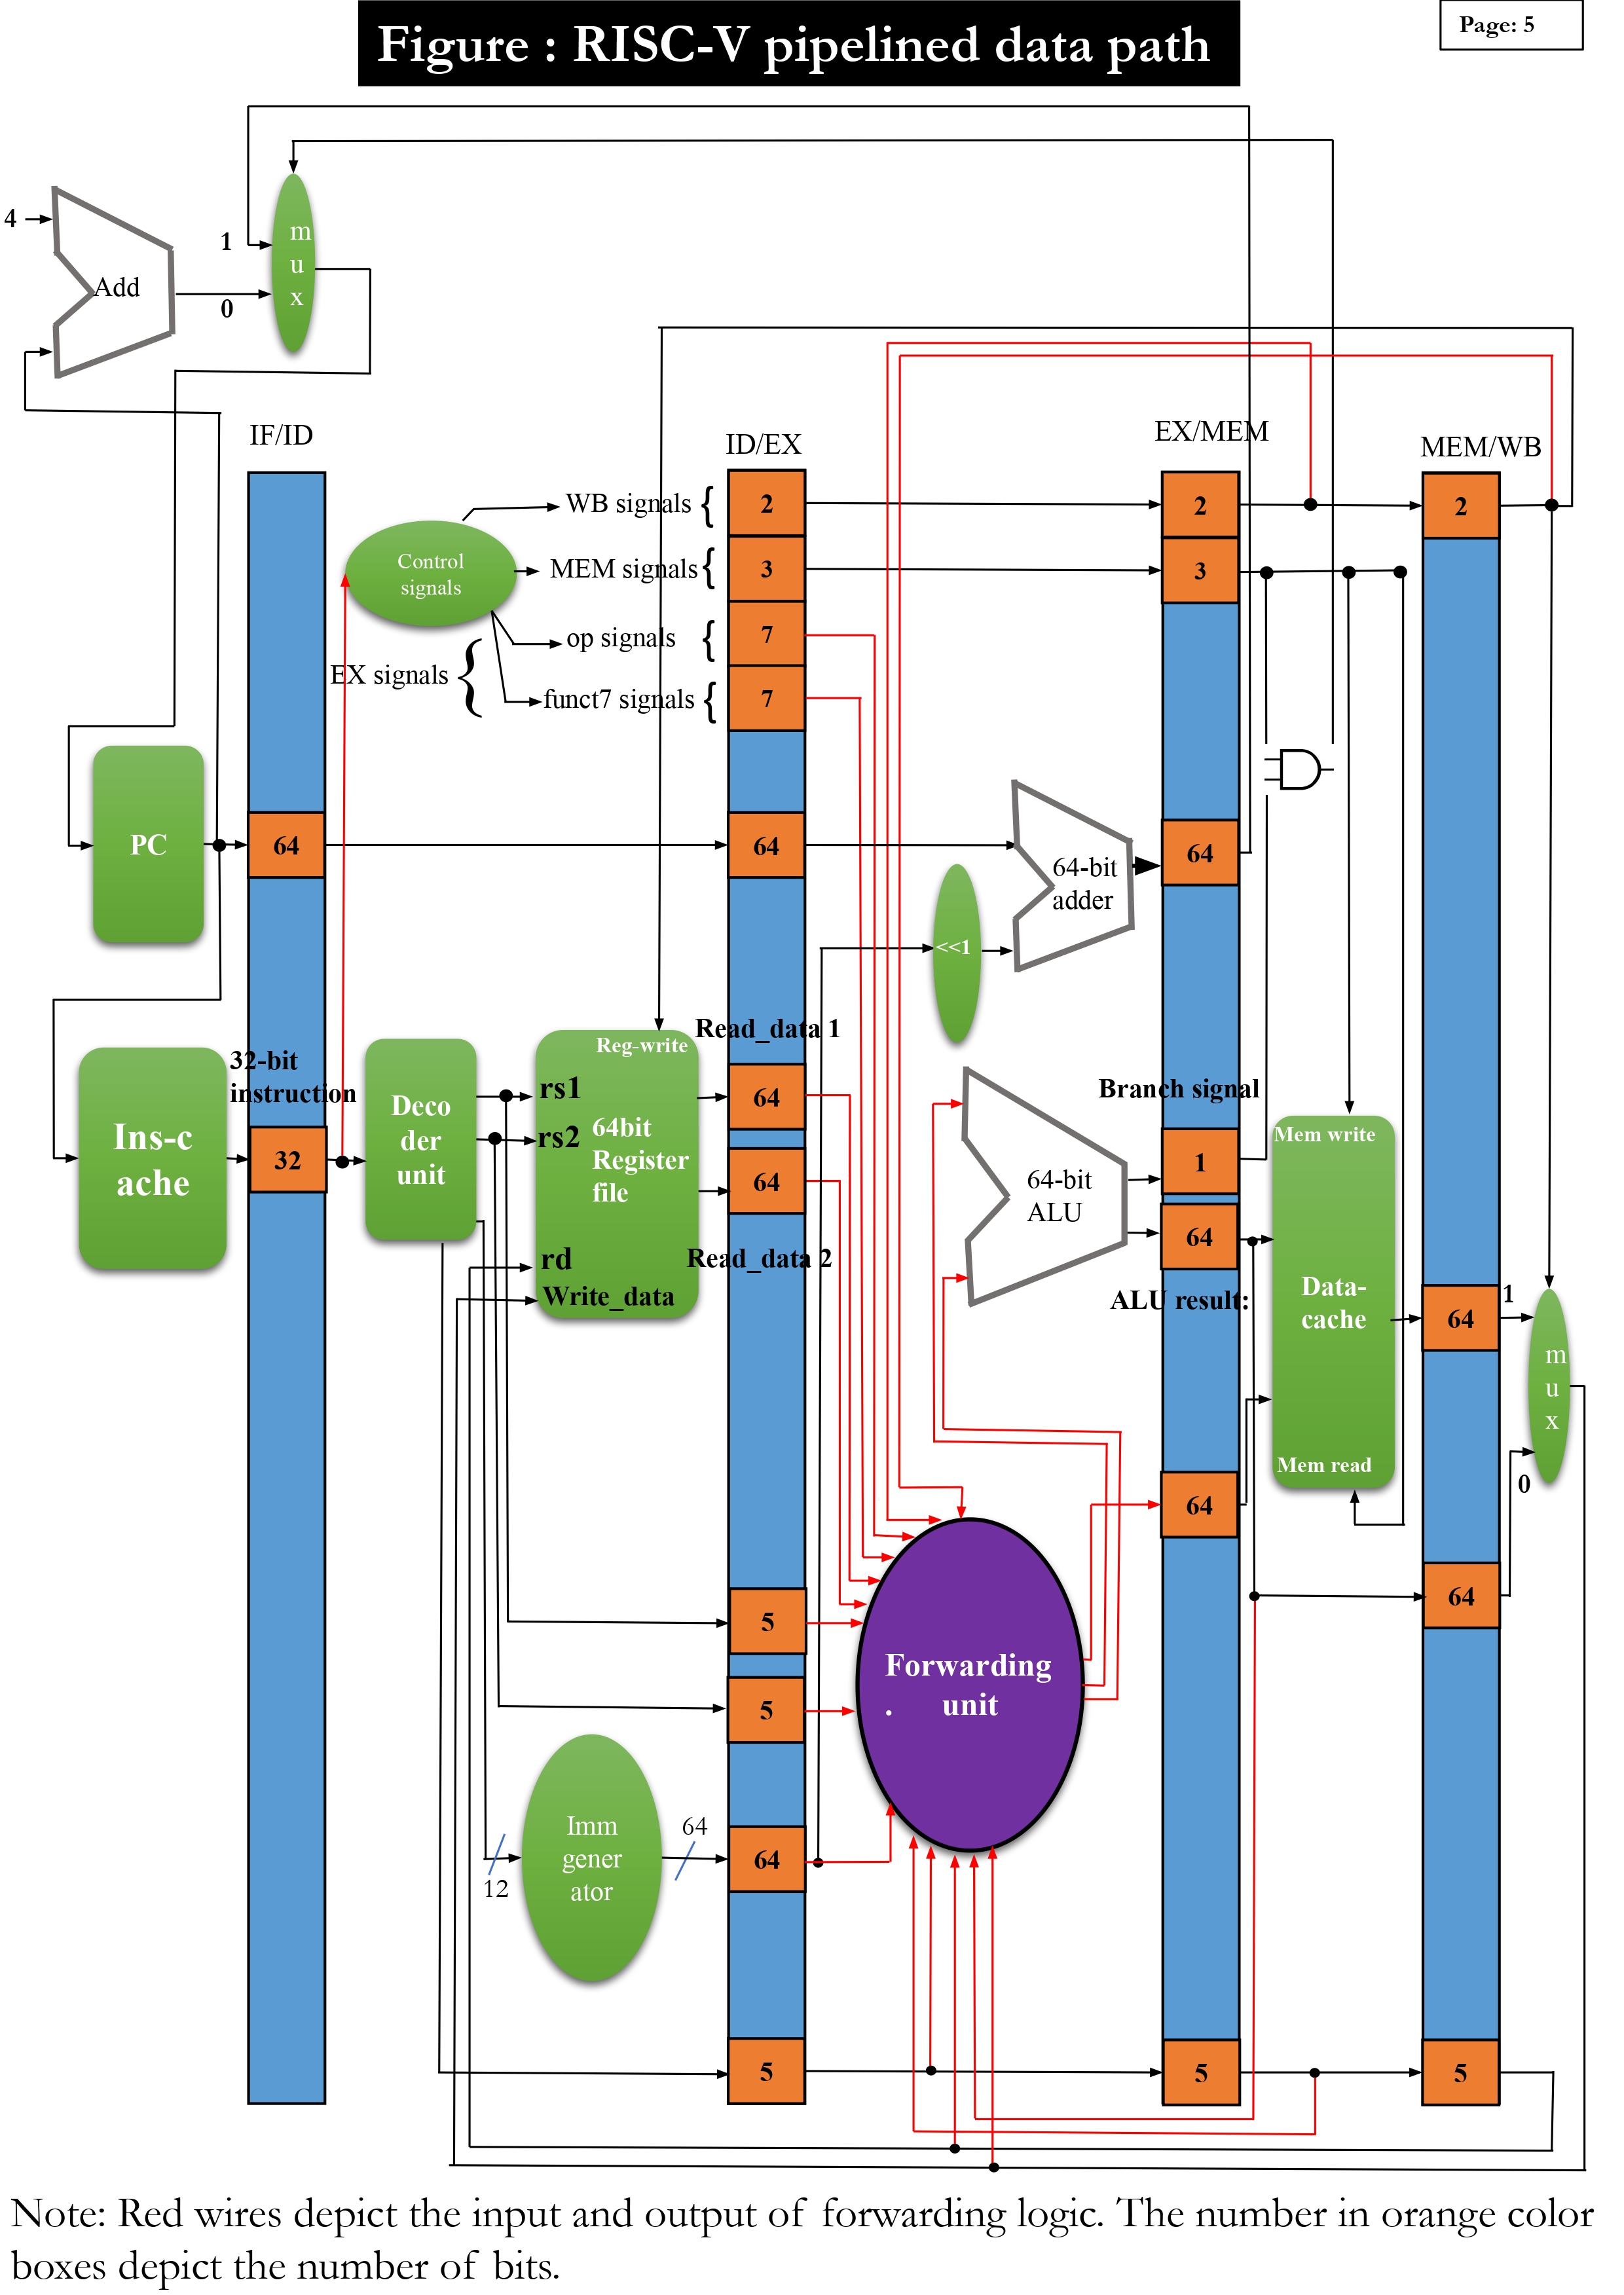 Figure : RISC-V pipelined data path
Page: 5
4
Add
1
0
m
u
x
IF/ID
ID/EX
EX/MEM
MEM/WB
WB signals {
2
2
2
Control
signals
MEM signals {
3
3
op signals {
7
EX signals {
funct7 signals {
7
PC
64
64
64-bit
adder
64
<<1
Ins-c
ache
32-bit
instruction
32
Deco
der
unit
Reg-write
rs1
rs2
64bit
Register
file
rd
Write_data
Read_data 1
64
64
Read_data 2
64-bit
ALU
Branch signal
1
64
ALU result:
Mem write
Data-
cache
Mem read
64
1
m
u
x
0
64
64
5
5
Forwarding
. unit
Imm
gener
ator
12
64
64
5
5
5
Note: Red wires depict the input and output of forwarding logic. The number in orange color
boxes depict the number of bits.